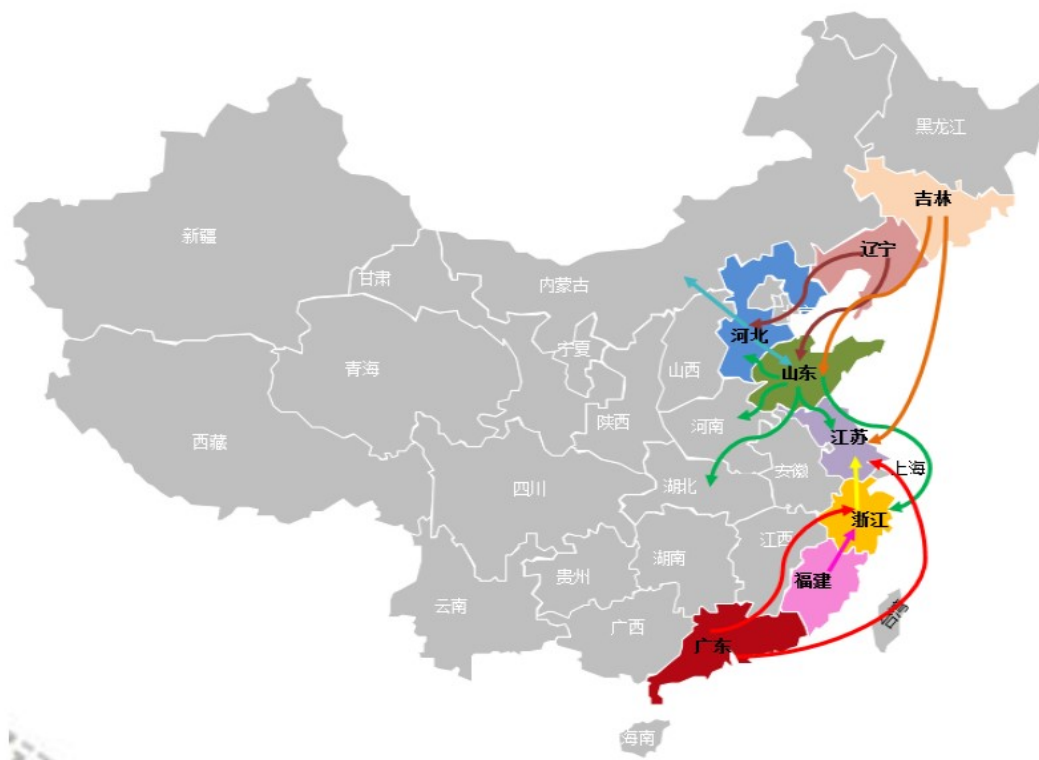 黑龙江
吉林
新疆
辽宁
甘肃
内蒙古
河北
宁夏
青海
山西
山东
陕西
河南
江苏
西藏
上海
安徽
四川
湖北
浙江
江西
湖南
贵州
福建
云南
广西
台湾
广东
海南